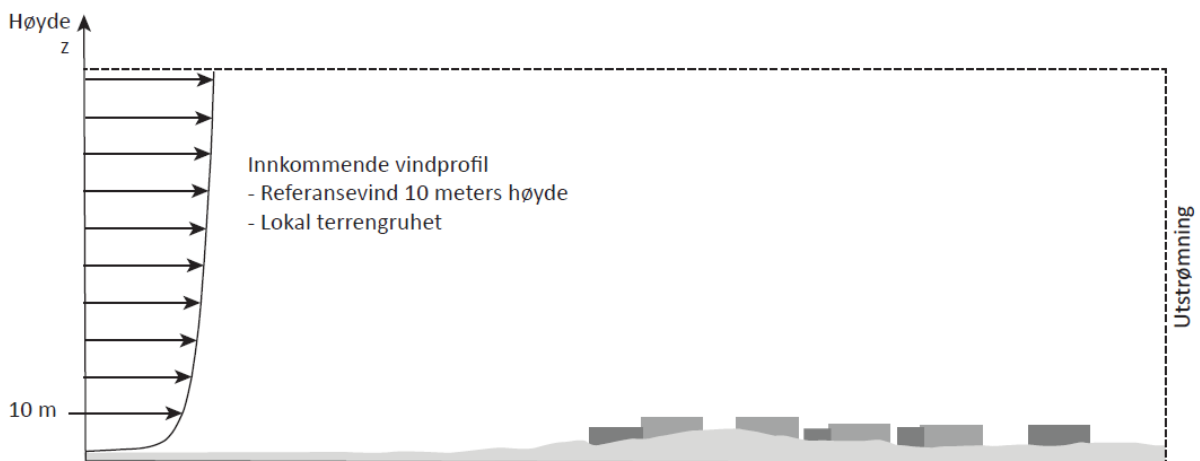 Høyde
z
Innkommende vindprofil
- Referansevind 10 meters høyde
- Lokal terrengruhet
Utstrømning
10 m